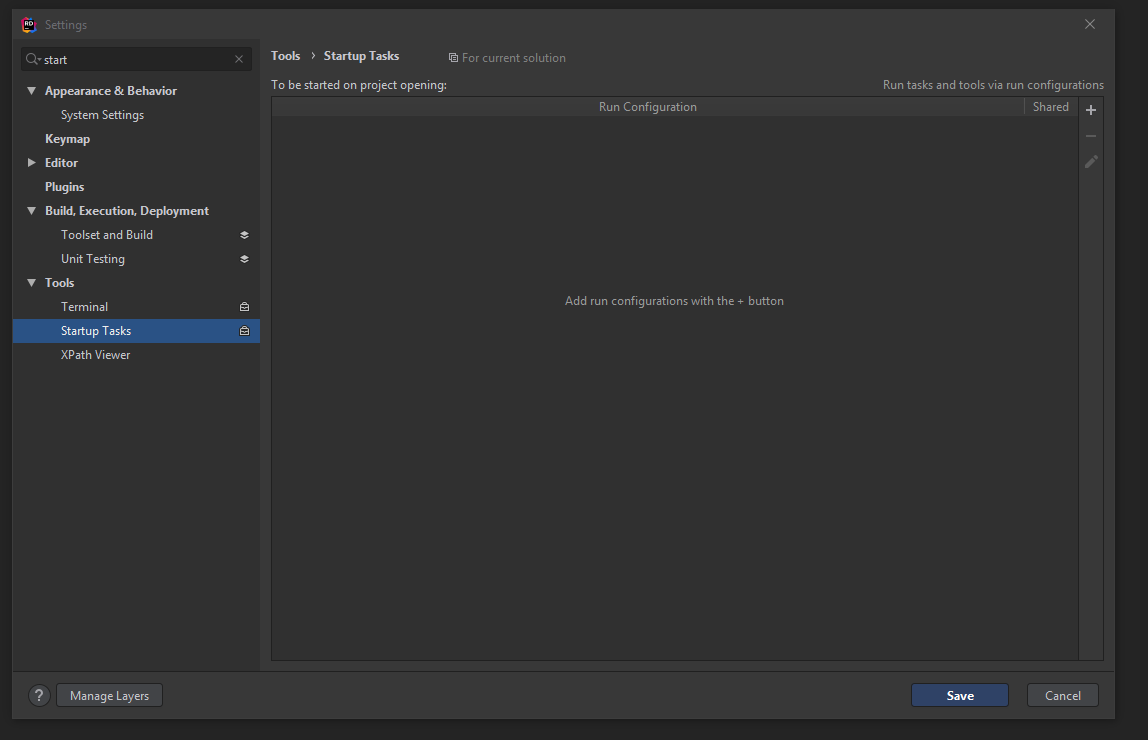 RD
Settings
start
Tools › Startup Tasks
For current solution
Appearance & Behavior
System Settings
Keymap
Editor
Plugins
Build, Execution, Deployment
Toolset and Build
Unit Testing
Tools
Terminal
Startup Tasks
XPath Viewer
To be started on project opening:
Run tasks and tools via run configurations
Run Configuration
Shared
Add run configurations with the + button
?
Manage Layers
Save
Cancel